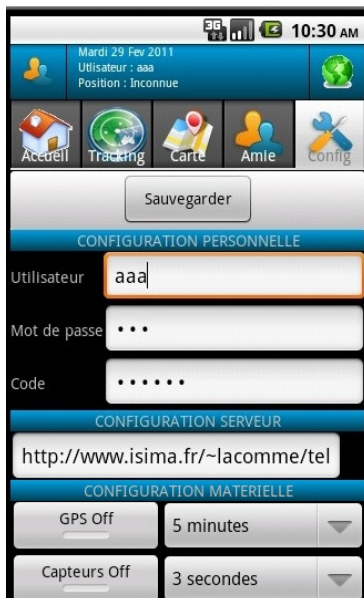 3G 10:30 AM
Mardi 29 Fev 2011
Utlisateur : aaa
Position : Inconnue
Accueil Tracking Carte Amie Config
Sauvegarder
CONFIGURATION PERSONNELLE
Utilisateur aaa
Mot de passe •••
Code ••••••
CONFIGURATION SERVEUR
http://www.isima.fr/~lacomme/tel
CONFIGURATION MATERIELLE
GPS Off 5 minutes
Capteurs Off 3 secondes